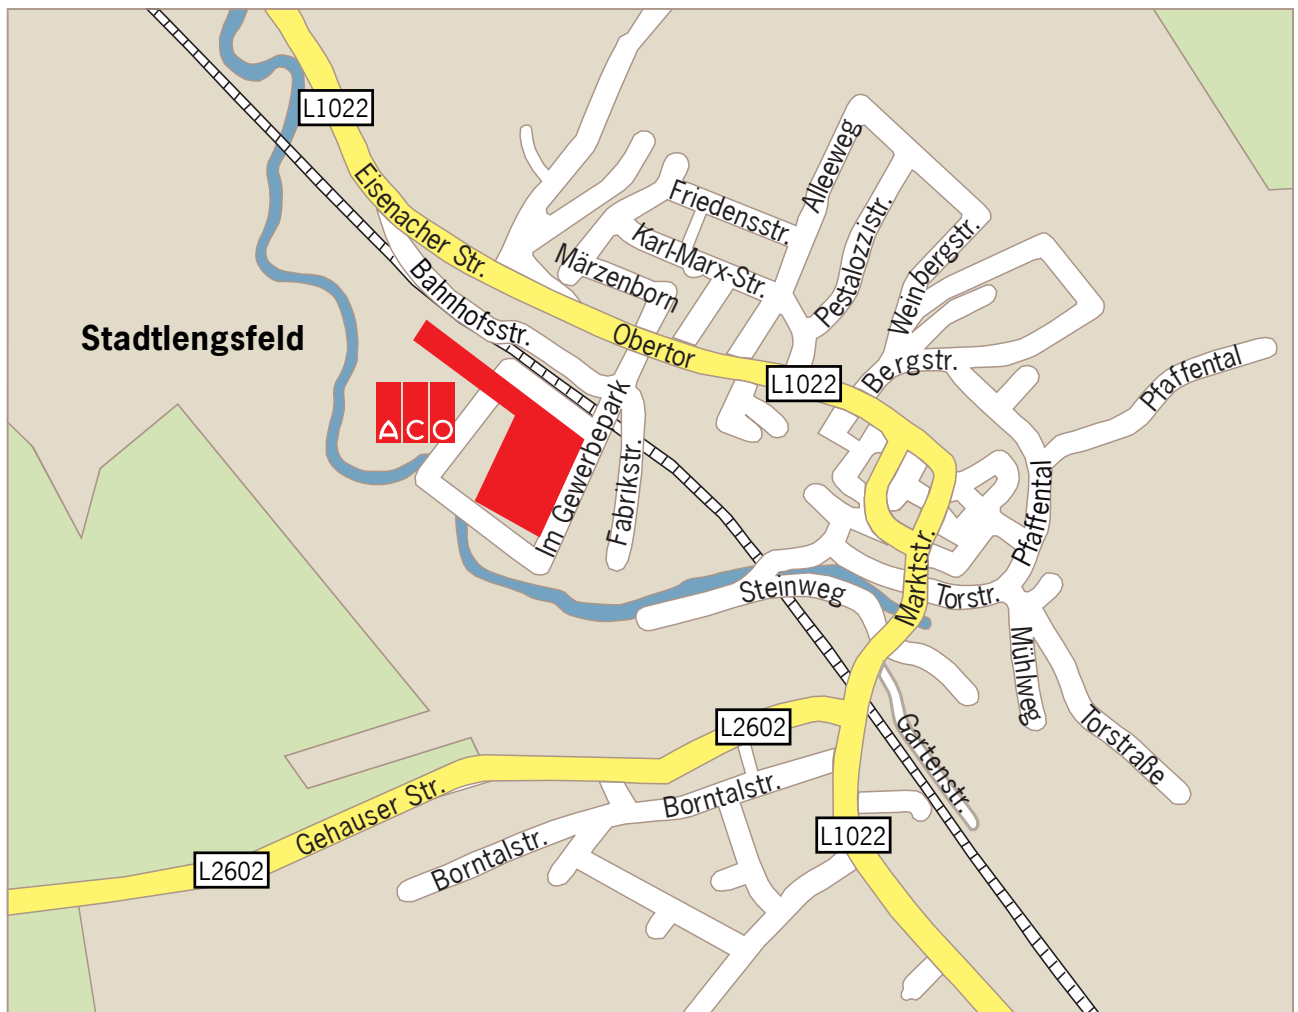 L1022
Eisenacher Str.
Alleeweg
Friedensstr.
Pestalozzistr.
Karl-Marx-Str.
Weinbergstr.
Märzenborn
Bahnhofsstr.
Stadtlengsfeld
Obertor
L1022
Bergstr.
Pfaffental
ACO
Im Gewerbepark
Fabrikstr.
Pfaffental
Marktstr.
Steinweg
Torstr.
Mühlweg
L2602
Gartenstr.
Torstraße
Gehauser Str.
Borntalstr.
L1022
Borntalstr.
L2602